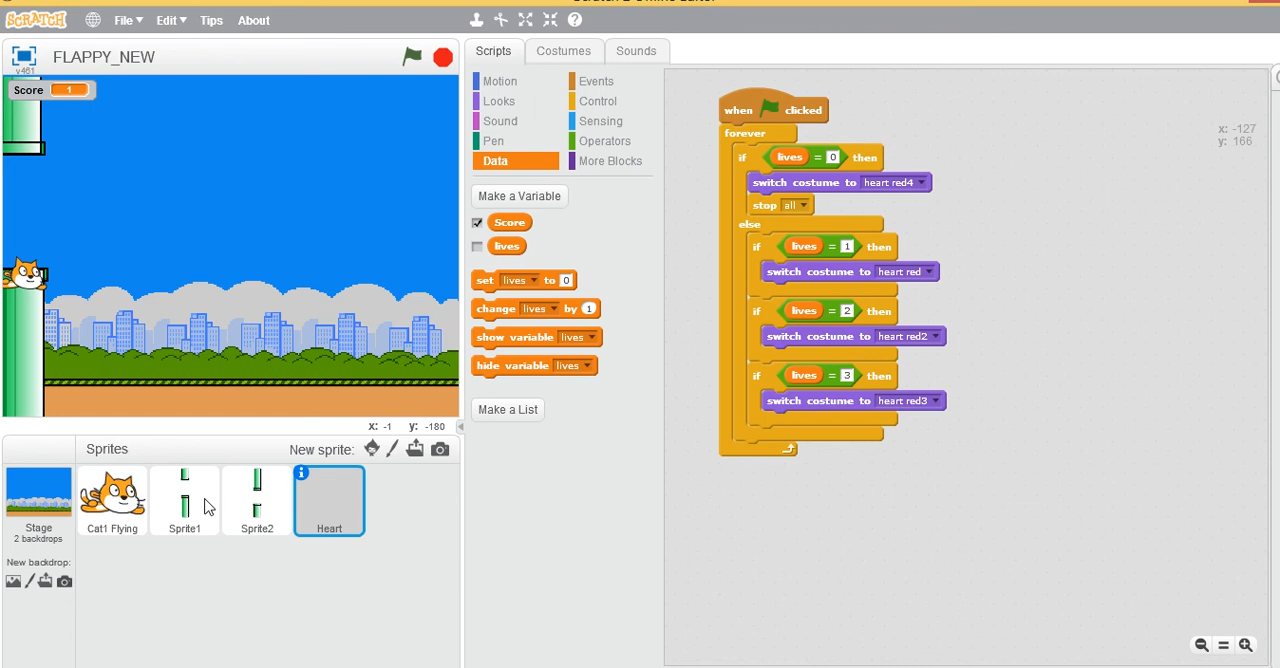 SCRATCH File Edit Tips About
v461 FLAPPY_NEW
Score 1
x: -1 y: -180
Sprites New sprite:
Stage
2 backdrops
New backdrop:
Cat1 Flying Sprite1 Sprite2 Heart
Scripts Costumes Sounds
Motion Events
Looks Control
Sound Sensing
Pen Operators
Data More Blocks
Make a Variable
Score
lives
set lives to 0
change lives by 1
show variable lives
hide variable lives
Make a List
when clicked
forever
if lives = 0 then
switch costume to heart red4
stop all
else
if lives = 1 then
switch costume to heart red
if lives = 2 then
switch costume to heart red2
if lives = 3 then
switch costume to heart red3
x: -127
y: 166